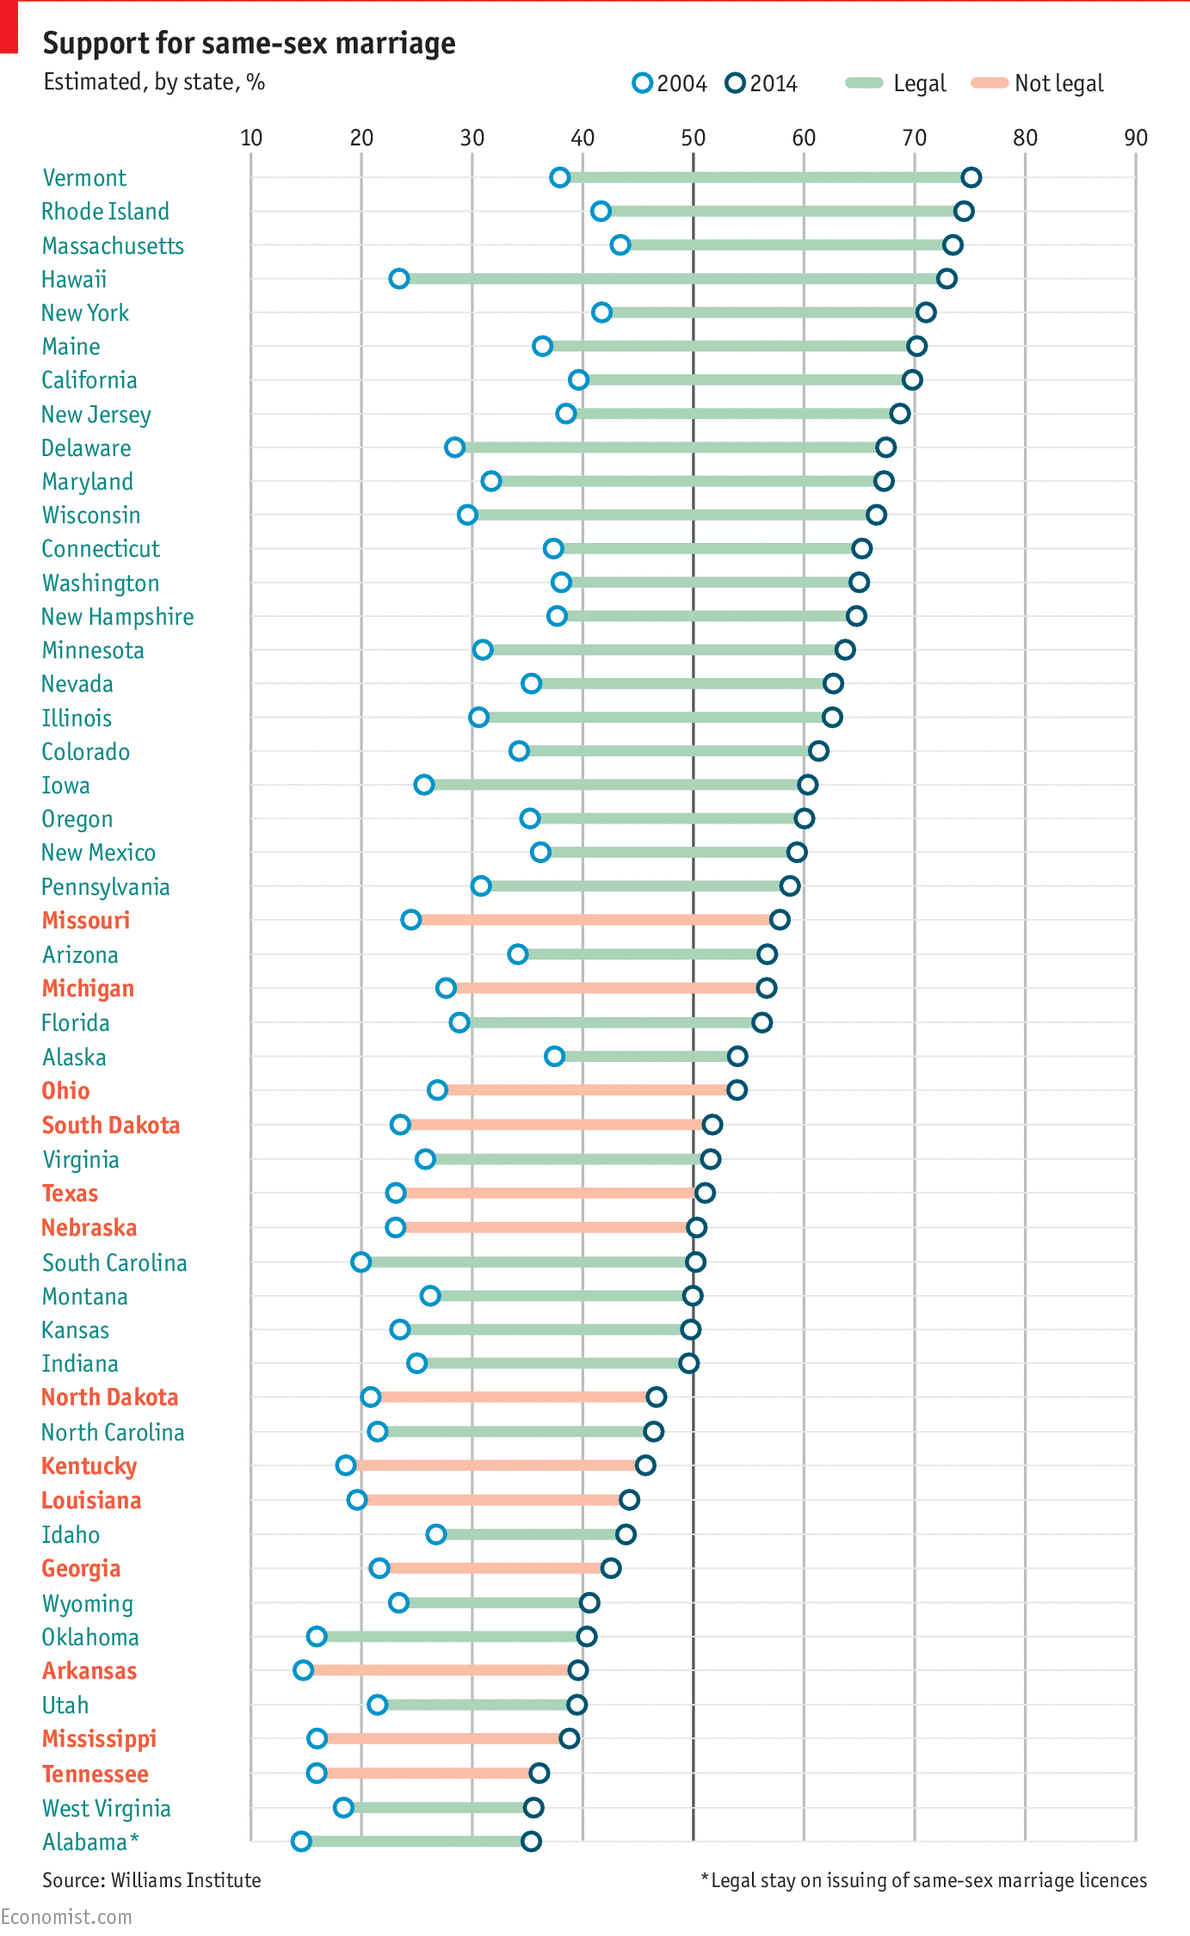 Support for same-sex marriage
Estimated, by state, %
2004 2014 Legal Not legal
10 20 30 40 50 60 70 80 90
Vermont
Rhode Island
Massachusetts
Hawaii
New York
Maine
California
New Jersey
Delaware
Maryland
Wisconsin
Connecticut
Washington
New Hampshire
Minnesota
Nevada
Illinois
Colorado
Iowa
Oregon
New Mexico
Pennsylvania
Missouri
Arizona
Michigan
Florida
Alaska
Ohio
South Dakota
Virginia
Texas
Nebraska
South Carolina
Montana
Kansas
Indiana
North Dakota
North Carolina
Kentucky
Louisiana
Idaho
Georgia
Wyoming
Oklahoma
Arkansas
Utah
Mississippi
Tennessee
West Virginia
Alabama*
Source: Williams Institute *Legal stay on issuing of same-sex marriage licences
Economist.com